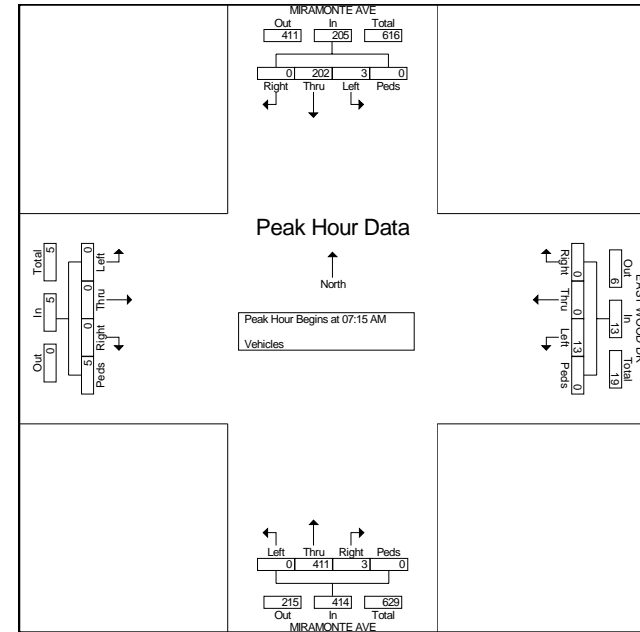 MIRAMONTE AVE
Out In Total
411 205 616
0 202 3 0
Right Thru Left Peds
Peak Hour Data
North
Peak Hour Begins at 07:15 AM
Vehicles
Total In Out
5 5 0
0 0 0 5
Left Thru Right Peds
Right Thru Left Peds
0 0 13 0
6 13 19
Out In Total
Left Thru Right Peds
0 411 3 0
215 414 629
Out In Total
MIRAMONTE AVE